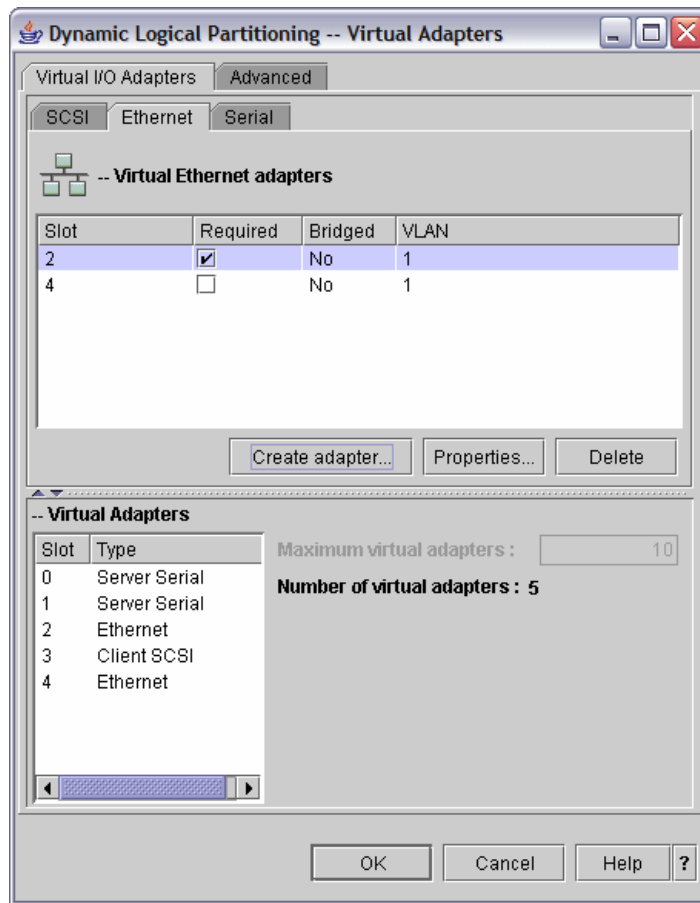 Dynamic Logical Partitioning -- Virtual Adapters
Virtual I/O Adapters Advanced
SCSI Ethernet Serial
-- Virtual Ethernet adapters
Slot Required Bridged VLAN
2 No 1
4 No 1
Create adapter... Properties... Delete
-- Virtual Adapters
Slot Type
0 Server Serial
1 Server Serial
2 Ethernet
3 Client SCSI
4 Ethernet
Maximum virtual adapters : 10
Number of virtual adapters : 5
OK Cancel Help ?